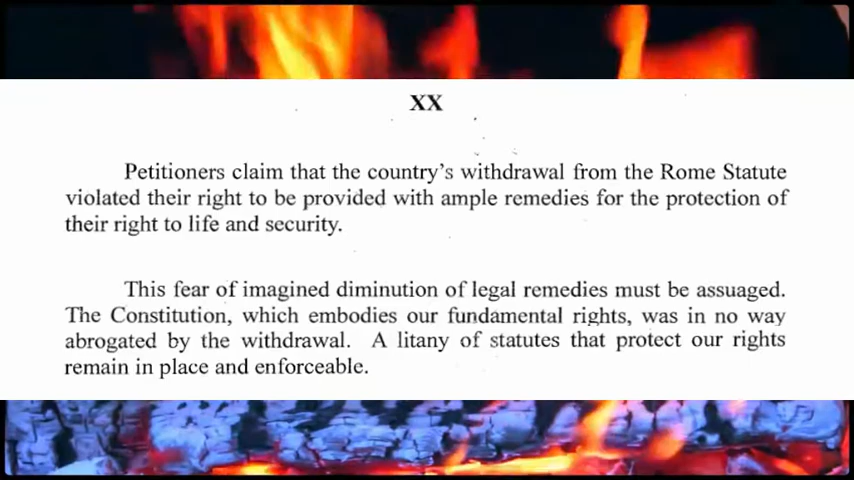 XX
Petitioners claim that the country's withdrawal from the Rome Statute
violated their right to be provided with ample remedies for the protection of
their right to life and security.
This fear of imagined diminution of legal remedies must be assuaged.
The Constitution, which embodies our fundamental rights, was in no way
abrogated by the withdrawal. A litany of statutes that protect our rights
remain in place and enforceable.